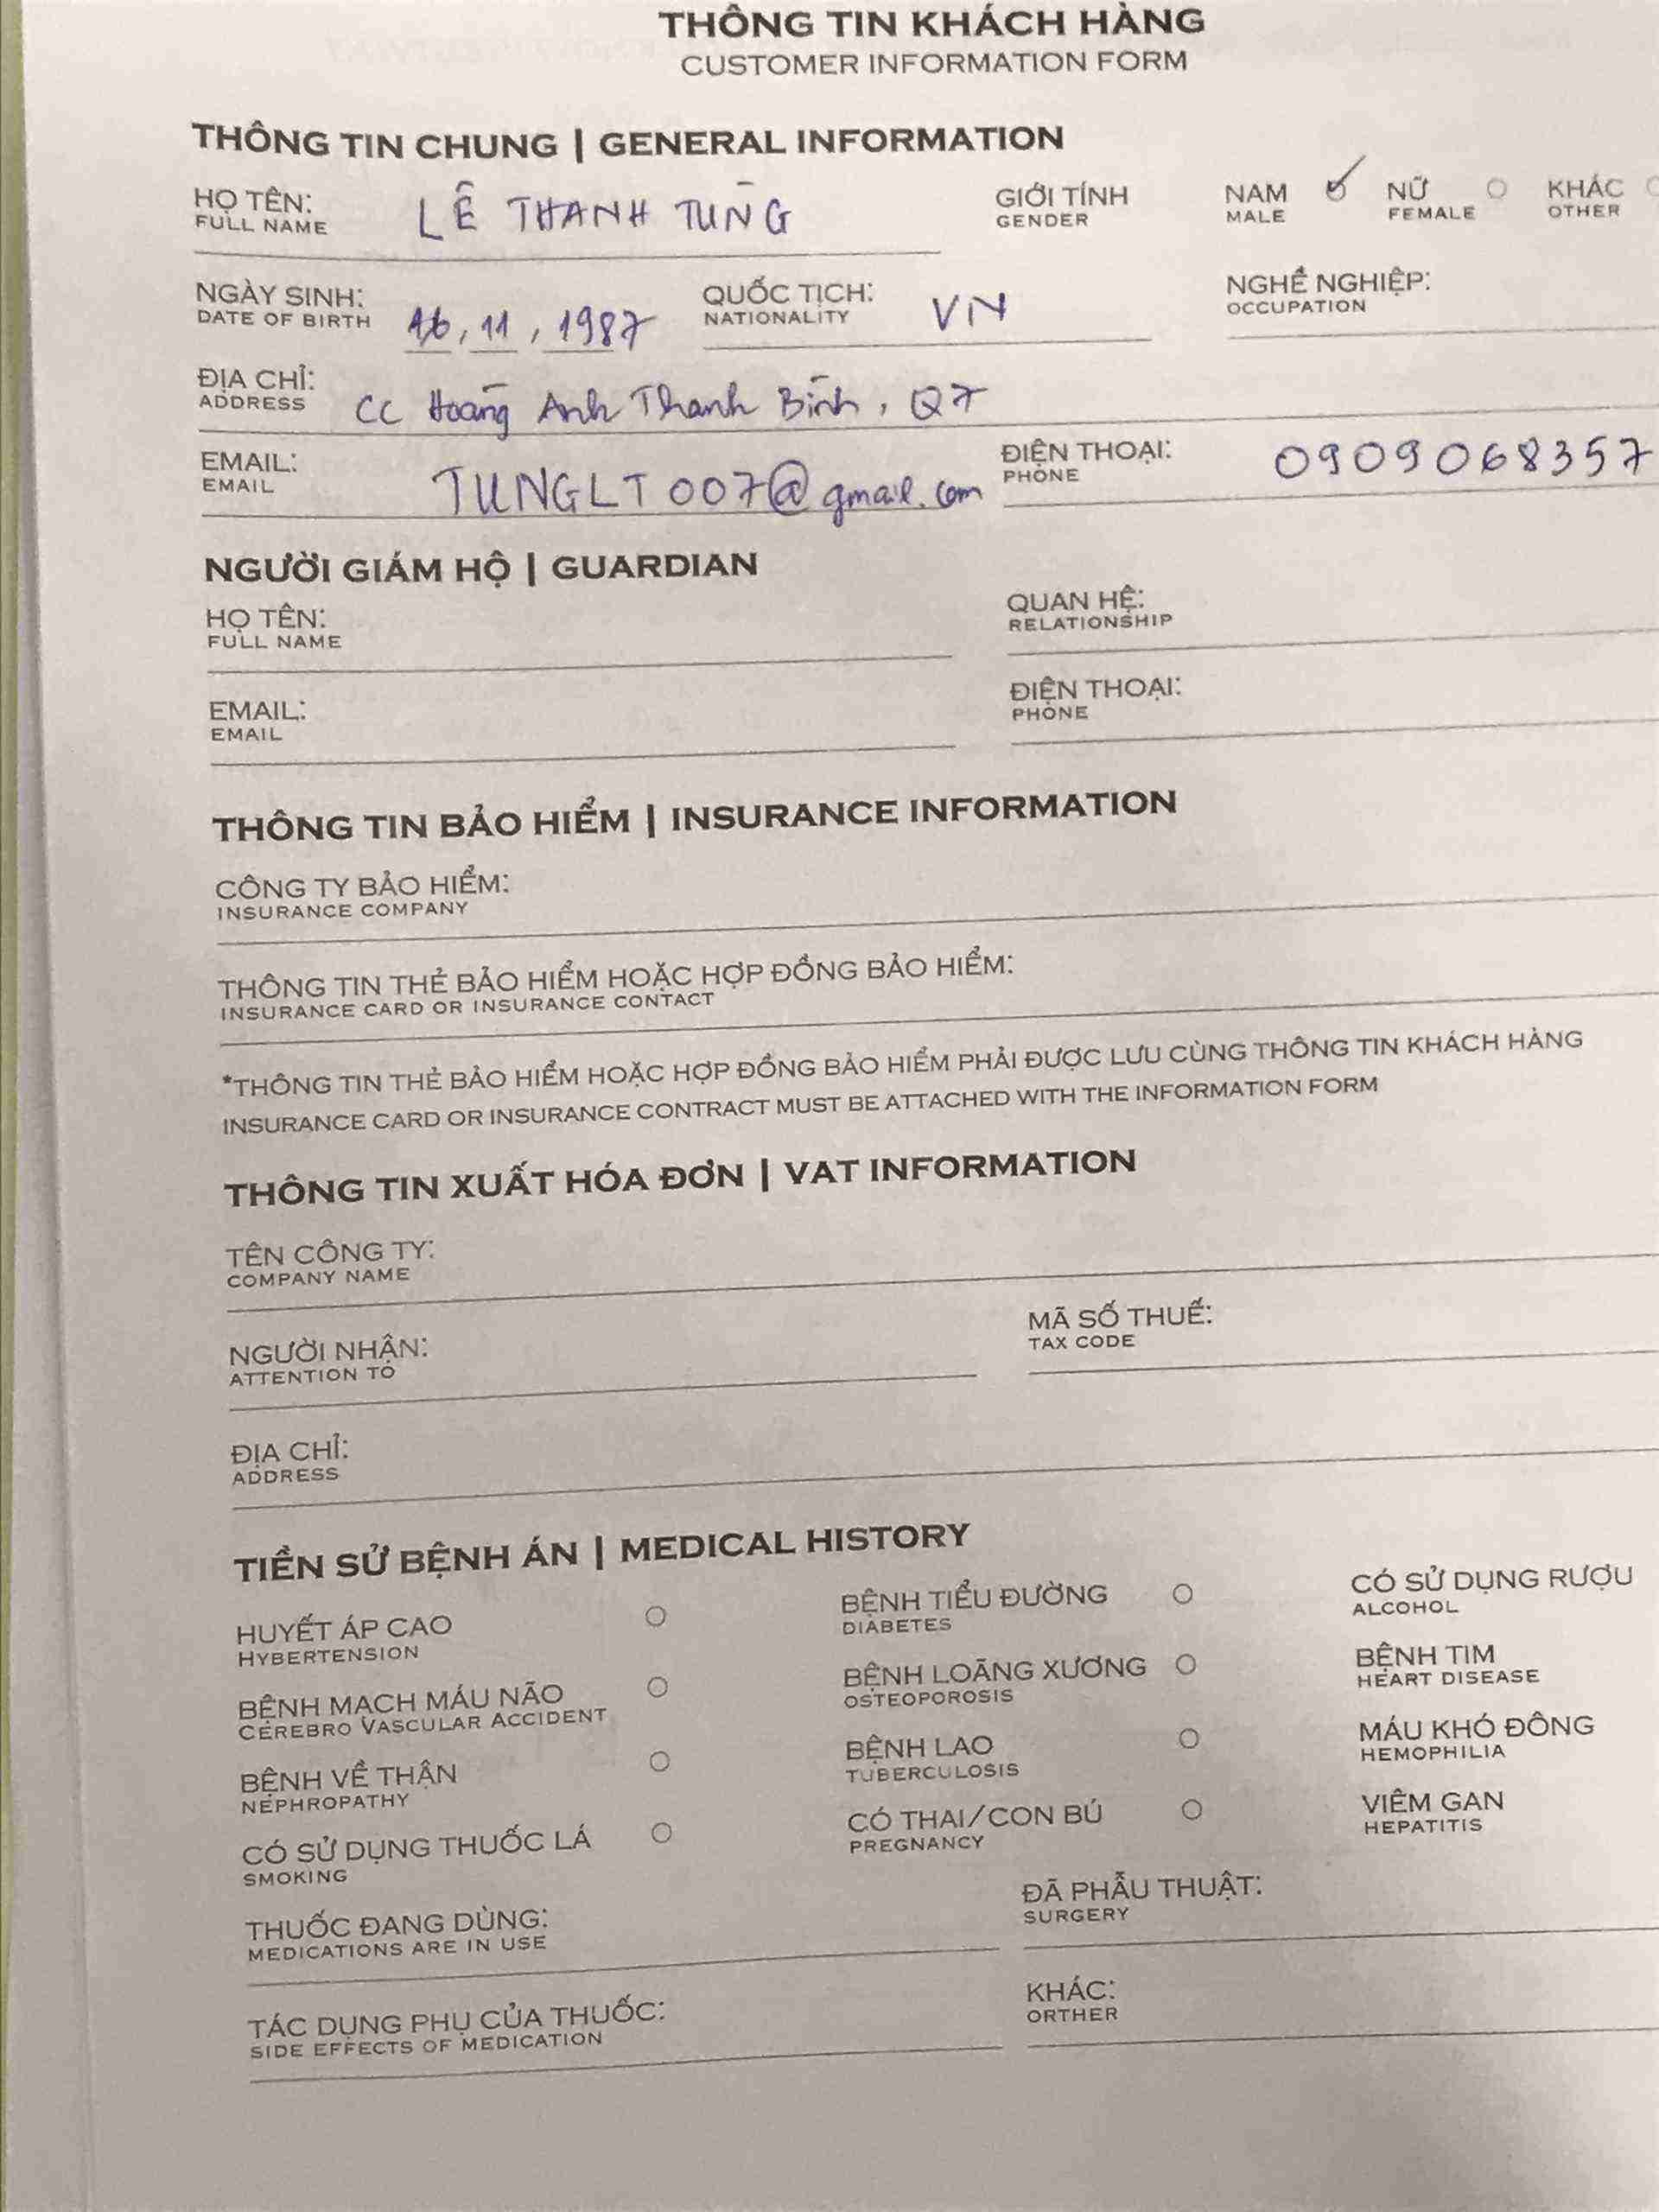 THÔNG TIN KHÁCH HÀNG
CUSTOMER INFORMATION FORM
THÔNG TIN CHUNG | GENERAL INFORMATION
HỌ TÊN: LÊ THANH TÙNG GIỚI TÍNH NAM NỮ KHÁC
FULL NAME GENDER MALE FEMALE OTHER
NGÀY SINH: 16, 11, 1987 QUỐC TỊCH: VN NGHỀ NGHIỆP:
DATE OF BIRTH NATIONALITY OCCUPATION
ĐỊA CHỈ: CC Hoàng Anh Thanh Bình, Q7
ADDRESS
EMAIL: TUNGLT007@gmail.com ĐIỆN THOẠI: 0909068357
EMAIL PHONE
NGƯỜI GIÁM HỘ | GUARDIAN
HỌ TÊN: QUAN HỆ:
FULL NAME RELATIONSHIP
EMAIL: ĐIỆN THOẠI:
EMAIL PHONE
THÔNG TIN BẢO HIỂM | INSURANCE INFORMATION
CÔNG TY BẢO HIỂM:
INSURANCE COMPANY
THÔNG TIN THẺ BẢO HIỂM HOẶC HỢP ĐỒNG BẢO HIỂM:
INSURANCE CARD OR INSURANCE CONTACT
*THÔNG TIN THẺ BẢO HIỂM HOẶC HỢP ĐỒNG BẢO HIỂM PHẢI ĐƯỢC LƯU CÙNG THÔNG TIN KHÁCH HÀNG
INSURANCE CARD OR INSURANCE CONTRACT MUST BE ATTACHED WITH THE INFORMATION FORM
THÔNG TIN XUẤT HÓA ĐƠN | VAT INFORMATION
TÊN CÔNG TY:
COMPANY NAME
NGƯỜI NHẬN: MÃ SỐ THUẾ:
ATTENTION TO TAX CODE
ĐỊA CHỈ:
ADDRESS
TIỀN SỬ BỆNH ÁN | MEDICAL HISTORY
HUYẾT ÁP CAO BỆNH TIỂU ĐƯỜNG CÓ SỬ DỤNG RƯỢU
HYBERTENSION DIABETES ALCOHOL
BỆNH MẠCH MÁU NÃO BỆNH LOÃNG XƯƠNG BỆNH TIM
CEREBRO VASCULAR ACCIDENT OSTEOPOROSIS HEART DISEASE
BỆNH VỀ THẬN BỆNH LAO MÁU KHÓ ĐÔNG
NEPHROPATHY TUBERCULOSIS HEMOPHILIA
CÓ SỬ DỤNG THUỐC LÁ CÓ THAI/CON BÚ VIÊM GAN
SMOKING PREGNANCY HEPATITIS
THUỐC ĐANG DÙNG: ĐÃ PHẪU THUẬT:
MEDICATIONS ARE IN USE SURGERY
TÁC DỤNG PHỤ CỦA THUỐC: KHÁC:
SIDE EFFECTS OF MEDICATION ORTHER